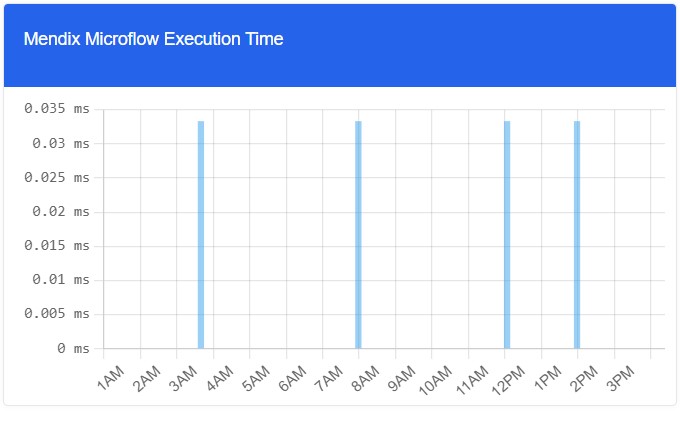 Mendix Microflow Execution Time
0.035 ms
0.03 ms
0.025 ms
0.02 ms
0.015 ms
0.01 ms
0.005 ms
0 ms
1AM 2AM 3AM 4AM 5AM 6AM 7AM 8AM 9AM 10AM 11AM 12PM 1PM 2PM 3PM